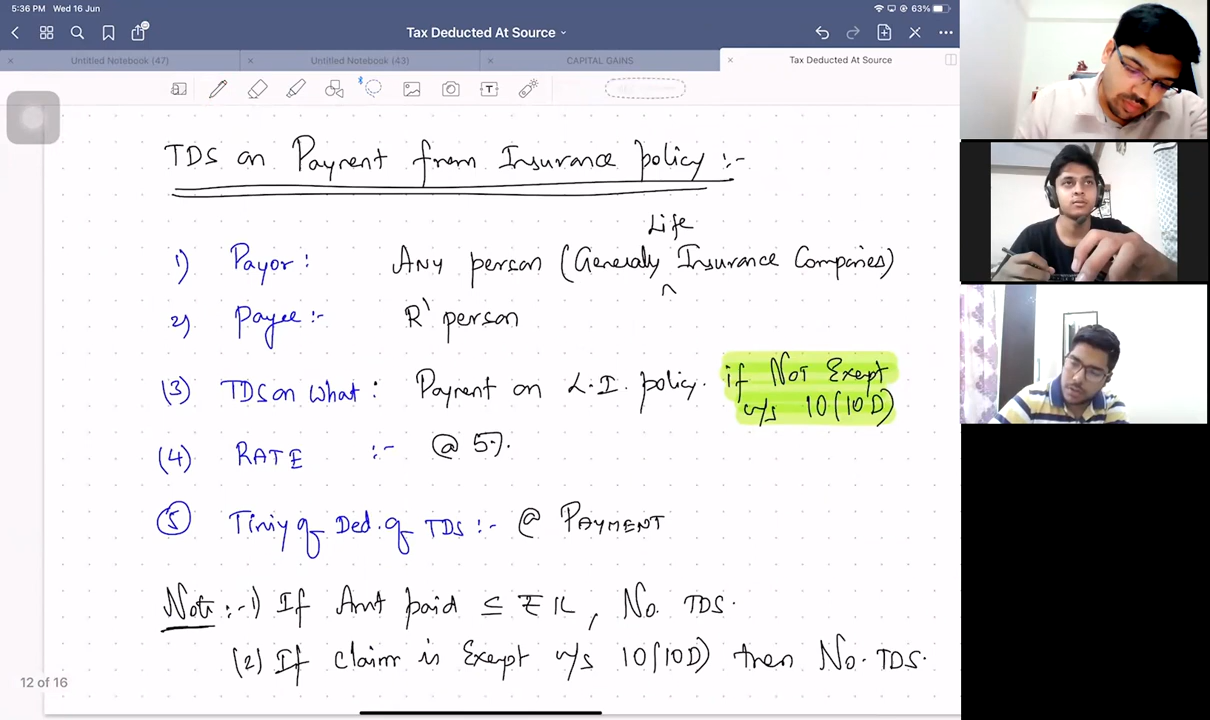 5:36 PM Wed 16 Jun
63%
Tax Deducted At Source
Untitled Notebook (47)
Untitled Notebook (43)
CAPITAL GAINS
Tax Deducted At Source
TDS on Payment from Insurance policy :-
Life
1) Payor : Any person (Generally Insurance Companies)
2) Payee :- R' person
(3) TDS on What : Payment on L.I. policy. if Not Exept
u/s 10(10D)
(4) RATE :- @ 5%.
5 Timing of Ded. of TDS :- @ PAYMENT
Note :- 1) If Amt paid ≤ ₹ 1L, No TDS.
(2) If claim is Exept u/s 10(10D) then No. TDS.
12 of 16